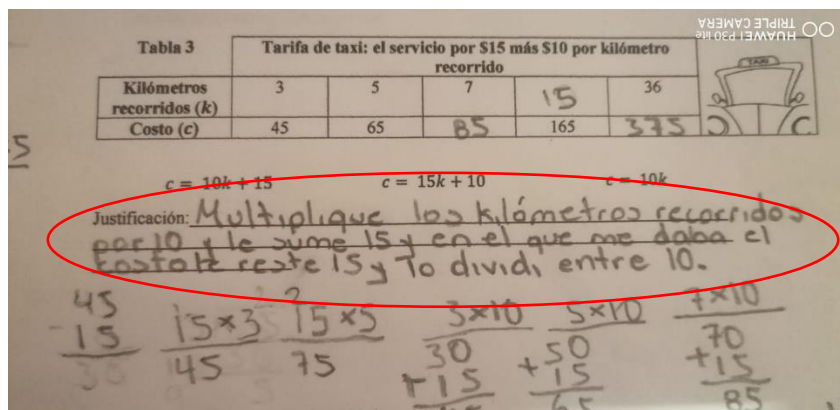 HUAWEI P30 lite
TRIPLE CAMERA
Tabla 3
Tarifa de taxi: el servicio por $15 más $10 por kilómetro
recorrido
TAXI
Kilómetros
recorridos (k)
3 5 7 15 36
Costo (c) 45 65 85 165 375
5
c = 10k + 15 c = 15k + 10 c = 10k
Justificación: Multiplique los kilómetros recorridos
por 10 y le sume 15 y en el que me daba el
costo le reste 15 y lo dividi entre 10.
45 15×3 15×5 3×10 5×10 7×10
-15 45 75 30 50 70
30 +15 +15 +15
65 85